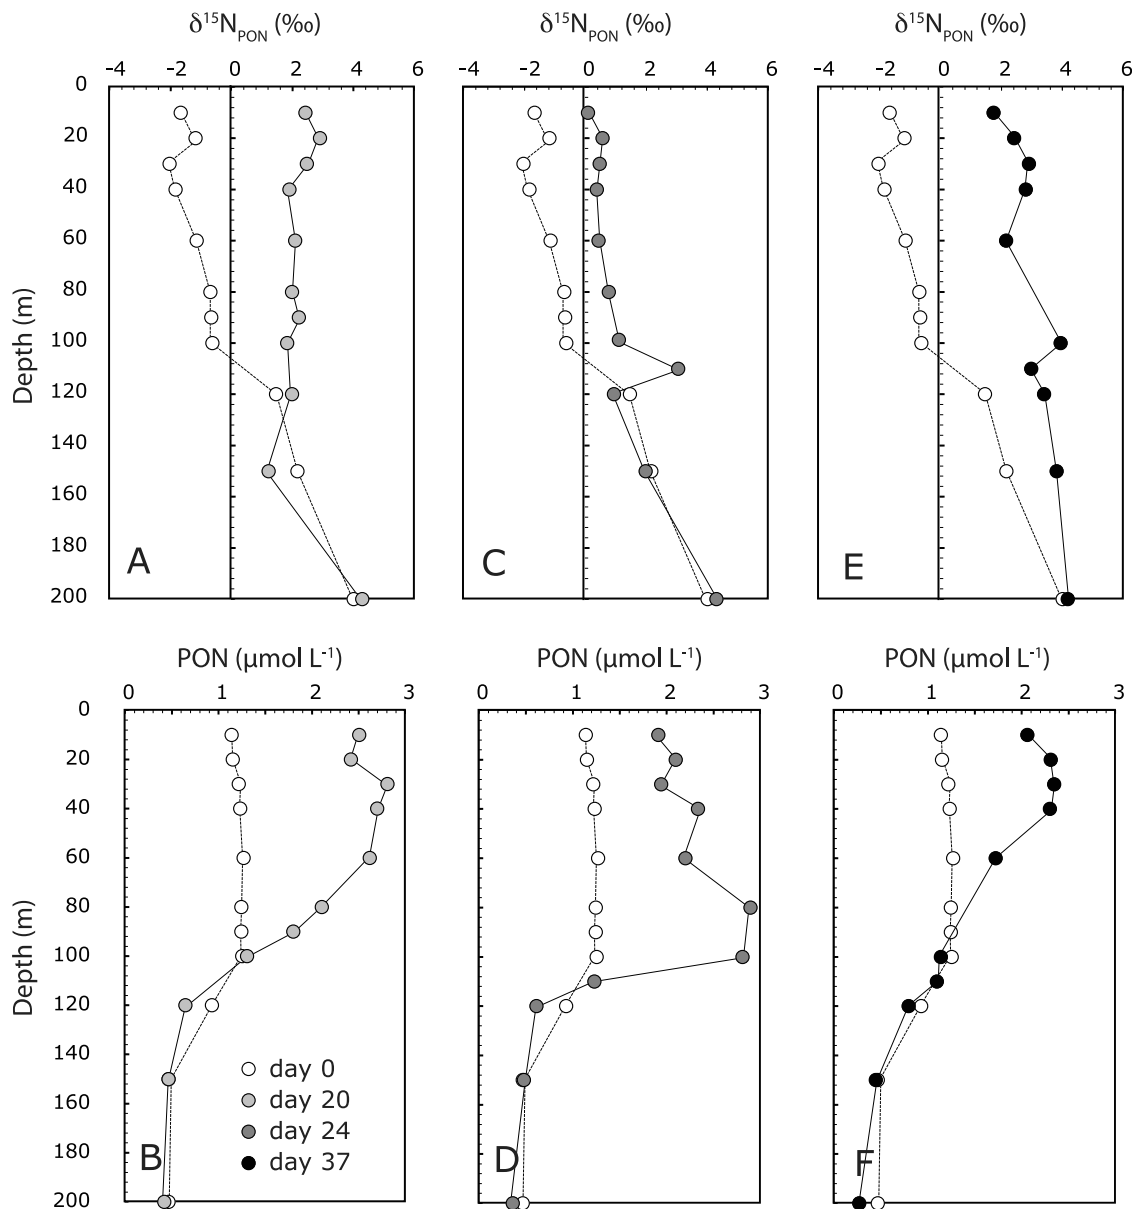 δ¹⁵N_PON (‰) δ¹⁵N_PON (‰) δ¹⁵N_PON (‰)
-4 -2 0 2 4 6 -4 -2 0 2 4 6 -4 -2 0 2 4 6
0
20
40
60
80
100
120
140
160
180
200
Depth (m)
A C E
PON (µmol L⁻¹) PON (µmol L⁻¹) PON (µmol L⁻¹)
0 1 2 3 0 1 2 3 0 1 2 3
0
20
40
60
80
100
120
140
160
180
200
Depth (m)
day 0
day 20
day 24
day 37
B D F